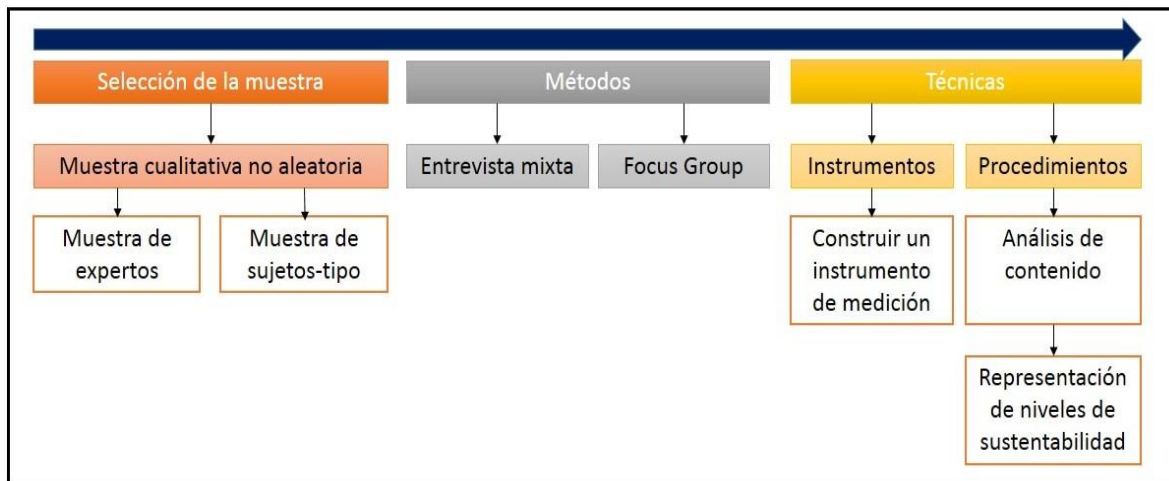 Selección de la muestra
Métodos
Técnicas
Muestra cualitativa no aleatoria
Entrevista mixta
Focus Group
Instrumentos
Procedimientos
Muestra de
expertos
Muestra de
sujetos-tipo
Construir un
instrumento
de medición
Análisis de
contenido
Representación
de niveles de
sustentabilidad